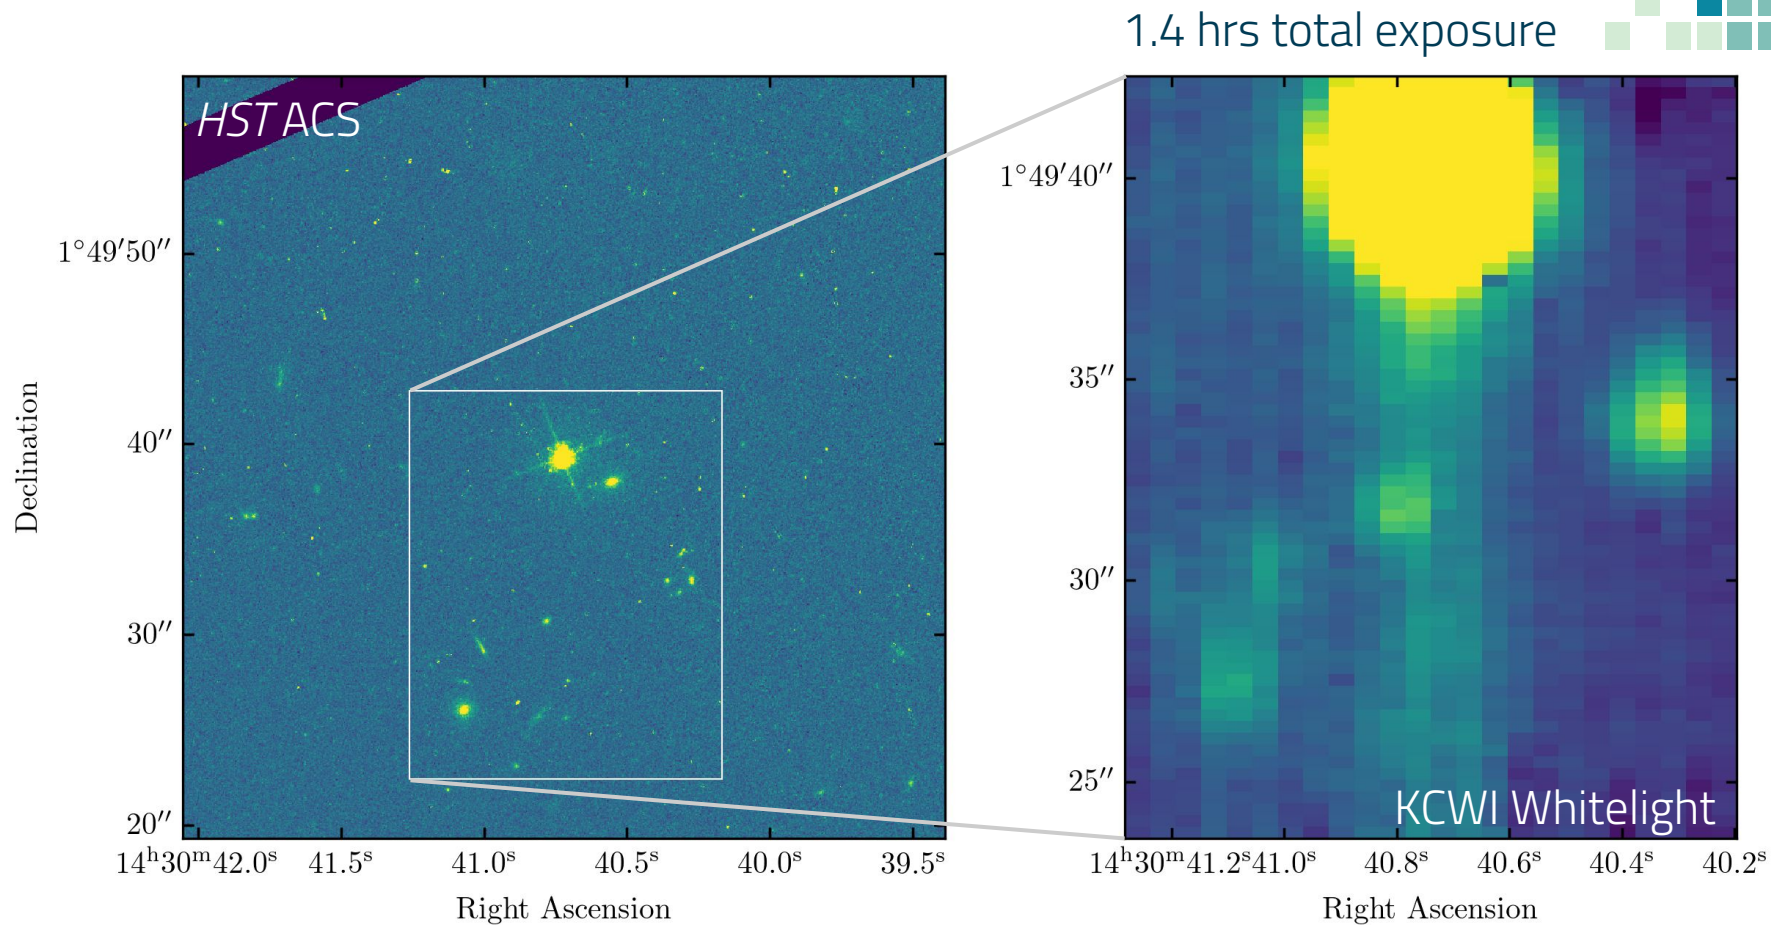 1.4 hrs total exposure
HST ACS
1°49′50″
40″
30″
20″
Declination
14ʰ30ᵐ42.0ˢ 41.5ˢ 41.0ˢ 40.5ˢ 40.0ˢ 39.5ˢ
Right Ascension
1°49′40″
35″
30″
25″
KCWI Whitelight
14ʰ30ᵐ41.2ˢ 41.0ˢ 40.8ˢ 40.6ˢ 40.4ˢ 40.2ˢ
Right Ascension